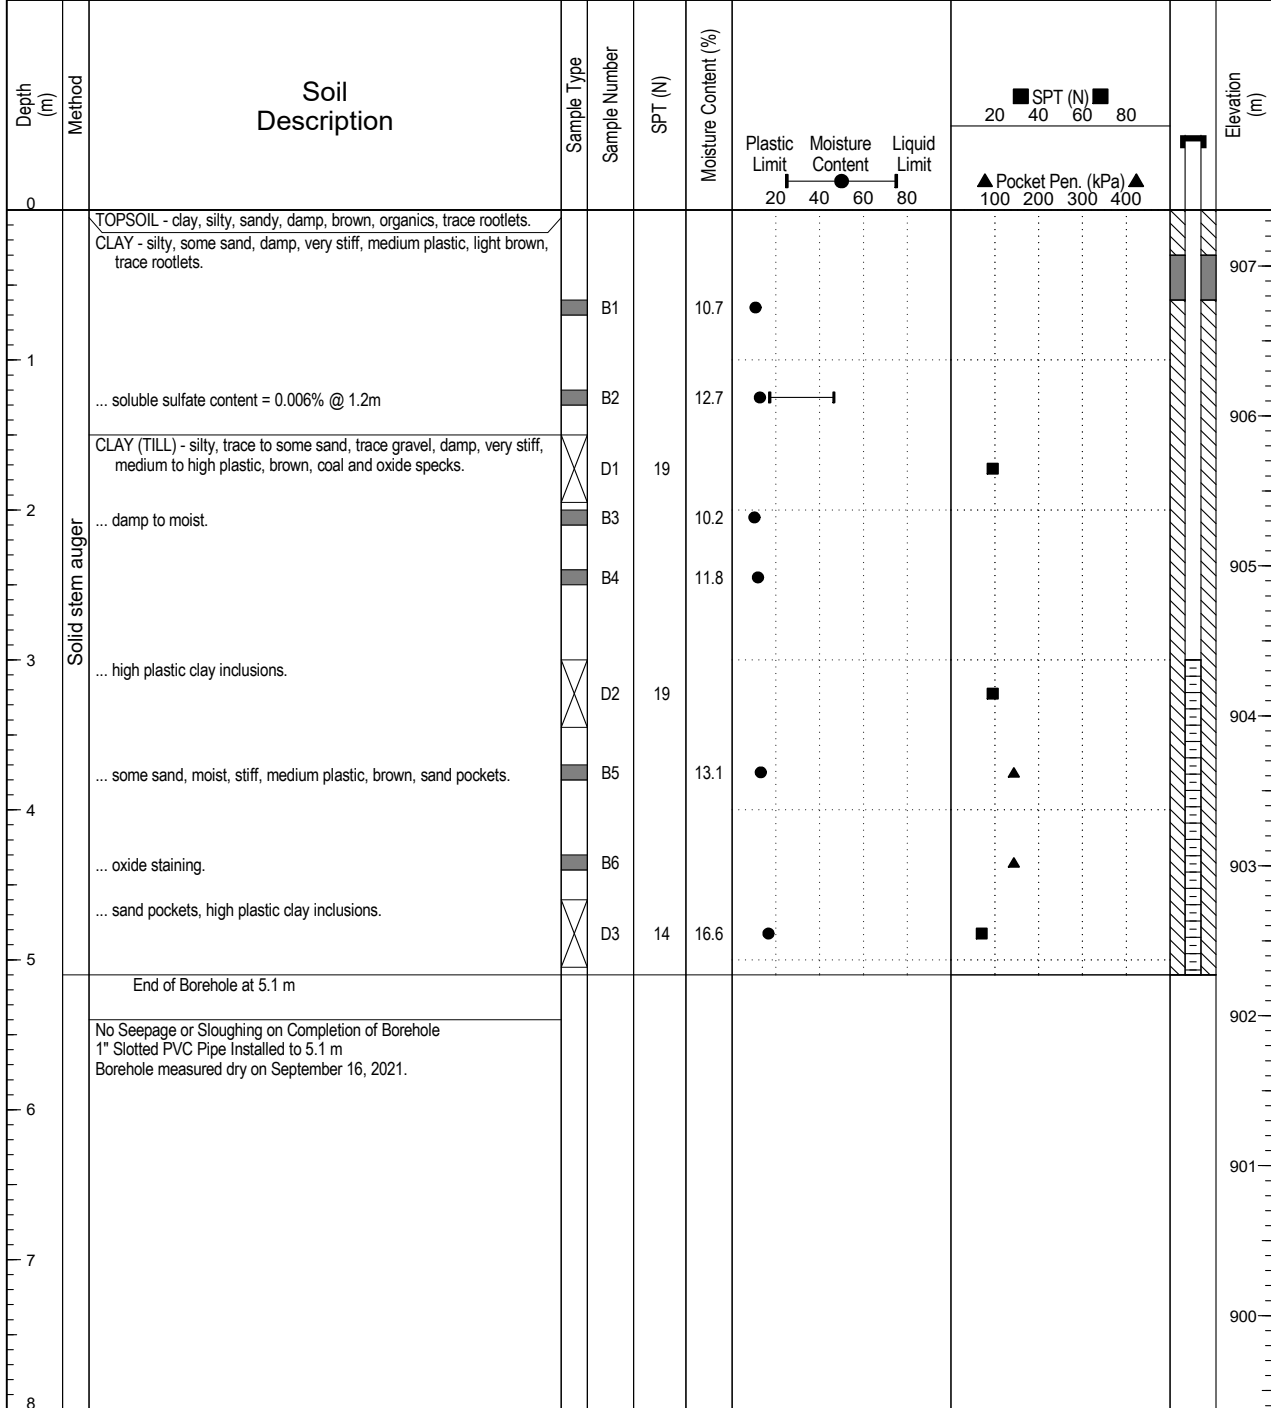 Depth
(m)
Method
Soil
Description
Sample Type
Sample Number
SPT (N)
Moisture Content (%)
Plastic Moisture Liquid
Limit Content Limit
20 40 60 80
SPT (N)
20 40 60 80
Pocket Pen. (kPa)
100 200 300 400
Elevation
(m)
0
TOPSOIL - clay, silty, sandy, damp, brown, organics, trace rootlets.
CLAY - silty, some sand, damp, very stiff, medium plastic, light brown,
trace rootlets.
907
B1 10.7
1
... soluble sulfate content = 0.006% @ 1.2m B2 12.7
906
CLAY (TILL) - silty, trace to some sand, trace gravel, damp, very stiff,
medium to high plastic, brown, coal and oxide specks.
D1 19
2
... damp to moist. B3 10.2
Solid stem auger
B4 11.8
905
3
... high plastic clay inclusions.
D2 19
904
... some sand, moist, stiff, medium plastic, brown, sand pockets. B5 13.1
4
... oxide staining. B6
903
... sand pockets, high plastic clay inclusions.
D3 14 16.6
5
End of Borehole at 5.1 m
902
No Seepage or Sloughing on Completion of Borehole
1" Slotted PVC Pipe Installed to 5.1 m
Borehole measured dry on September 16, 2021.
6
901
7
900
8